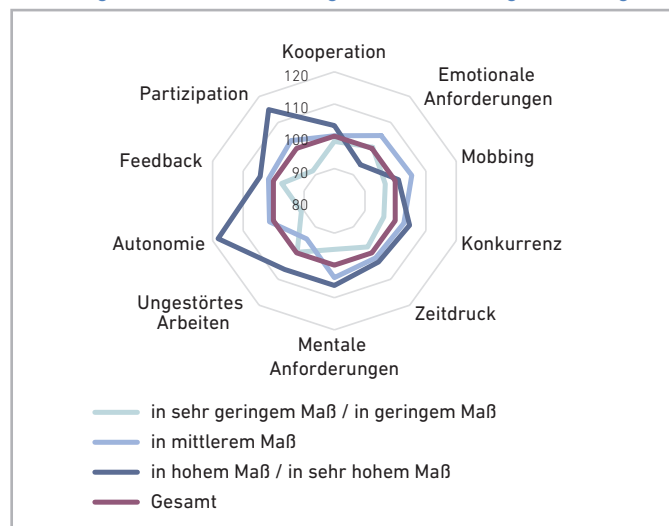 Kooperation
120
110
100
90
80
Emotionale
Anforderungen
Mobbing
Konkurrenz
Zeitdruck
Mentale
Anforderungen
Ungestörtes
Arbeiten
Autonomie
Feedback
Partizipation
in sehr geringem Maß / in geringem Maß
in mittlerem Maß
in hohem Maß / in sehr hohem Maß
Gesamt